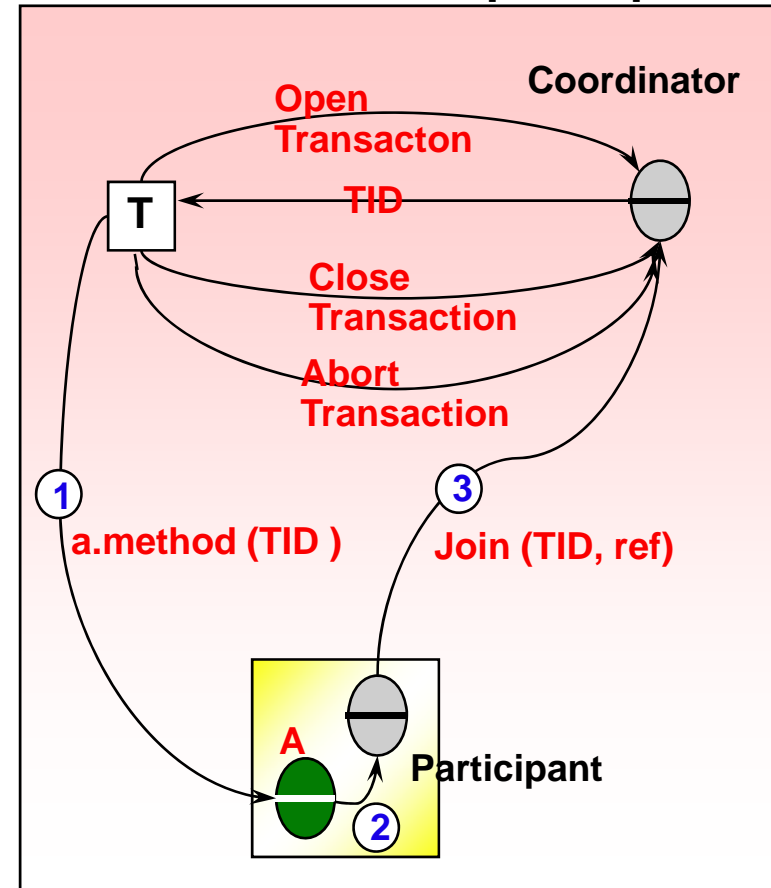 Coordinator
Open
Transacton
T
TID
Close
Transaction
Abort
Transaction
1
3
a.method (TID )
Join (TID, ref)
A
Participant
2